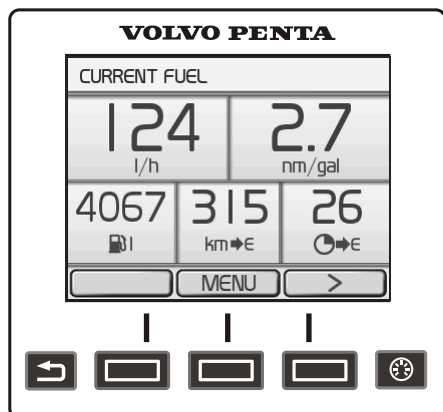 VOLVO PENTA
CURRENT FUEL
124 2.7
l/h nm/gal
4067 315 26
l km➡E ➡E
MENU >